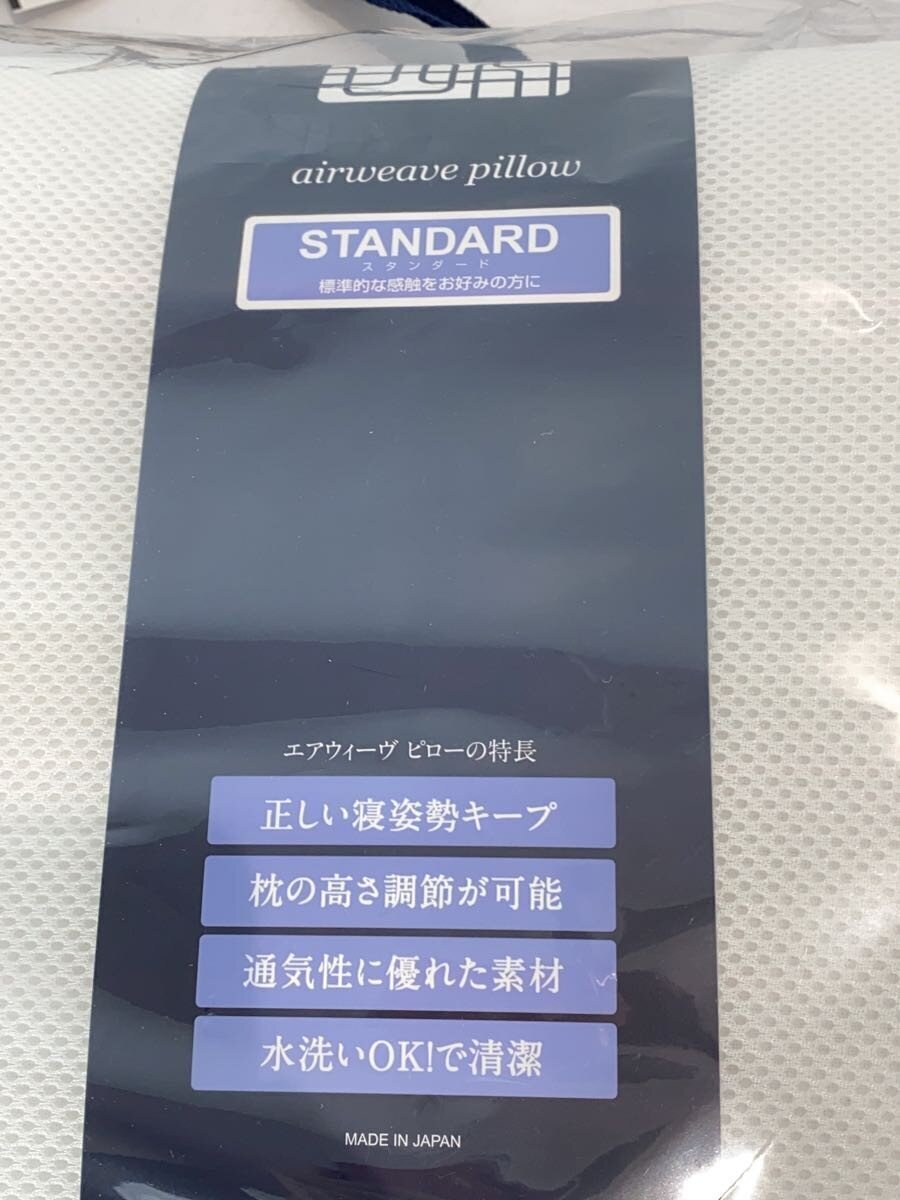 airweave pillow
STANDARD
スタンダード
標準的な感触をお好みの方に
エアウィーヴ ピローの特長
正しい寝姿勢キープ
枕の高さ調節が可能
通気性に優れた素材
水洗いOK!で清潔
MADE IN JAPAN